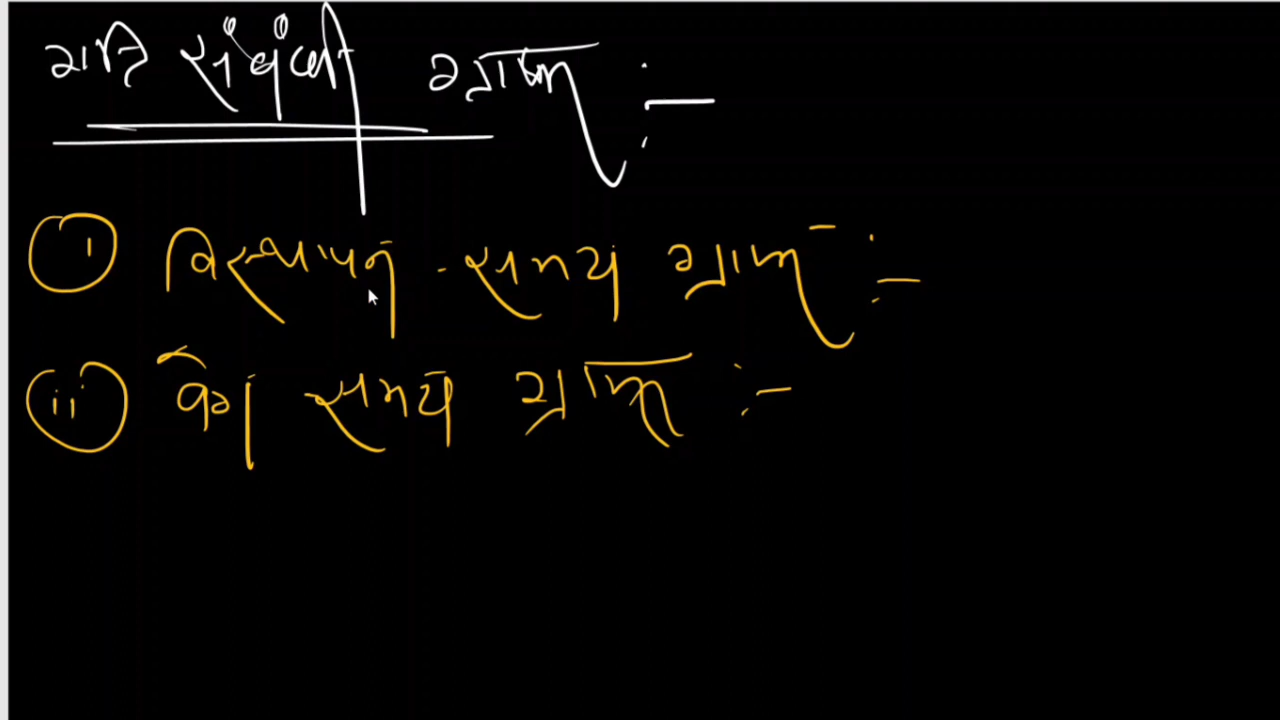 गति संबंधी ग्राफ :-
(i) विस्थापन - समय ग्राफ :-
(ii) वेग समय ग्राफ :-